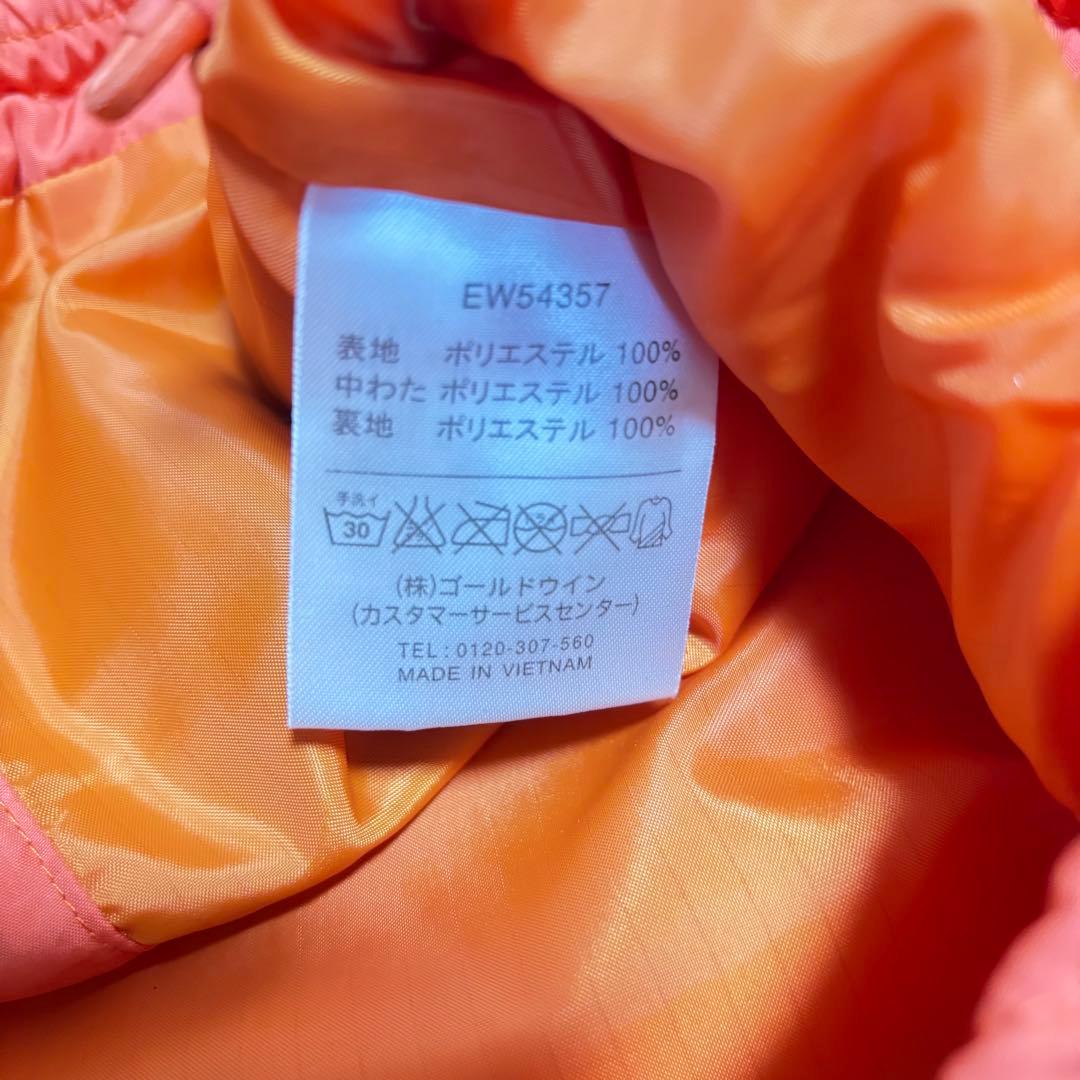 EW54357
表地 ポリエステル 100%
中わた ポリエステル 100%
裏地 ポリエステル 100%
手洗イ
30
(株)ゴールドウイン
(カスタマーサービスセンター)
TEL:0120-307-560
MADE IN VIETNAM